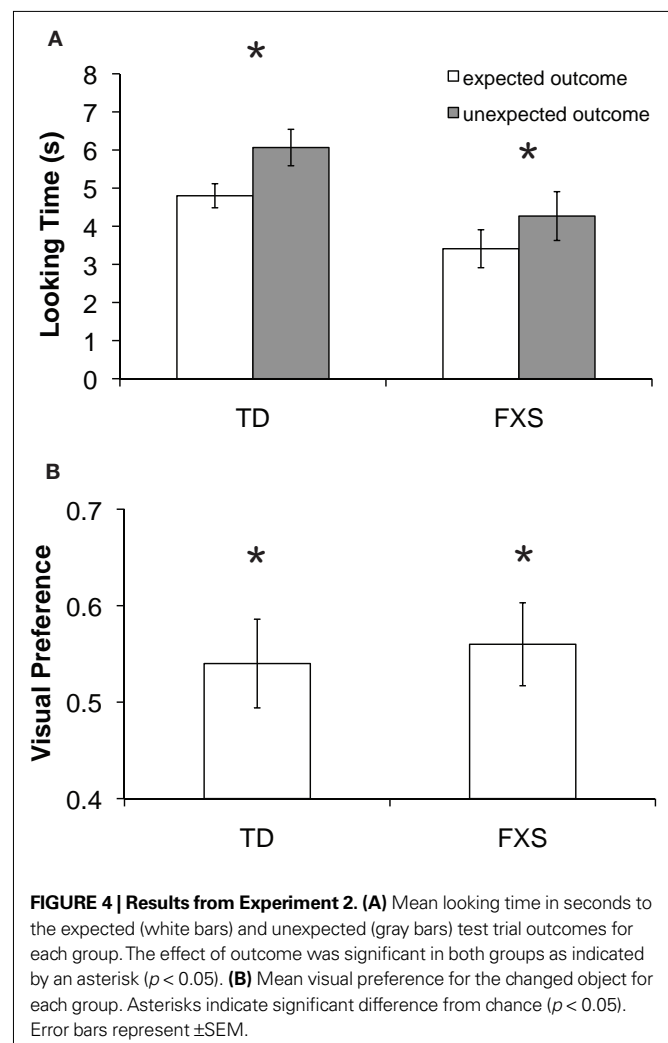 A
*
8
7
6
5
4
3
2
1
0
Looking Time (s)
expected outcome
unexpected outcome
*
TD FXS
B
0.7
0.6
0.5
0.4
Visual Preference
* *
TD FXS
FIGURE 4 | Results from Experiment 2. (A) Mean looking time in seconds to
the expected (white bars) and unexpected (gray bars) test trial outcomes for
each group. The effect of outcome was significant in both groups as indicated
by an asterisk (p < 0.05). (B) Mean visual preference for the changed object for
each group. Asterisks indicate significant difference from chance (p < 0.05).
Error bars represent ±SEM.